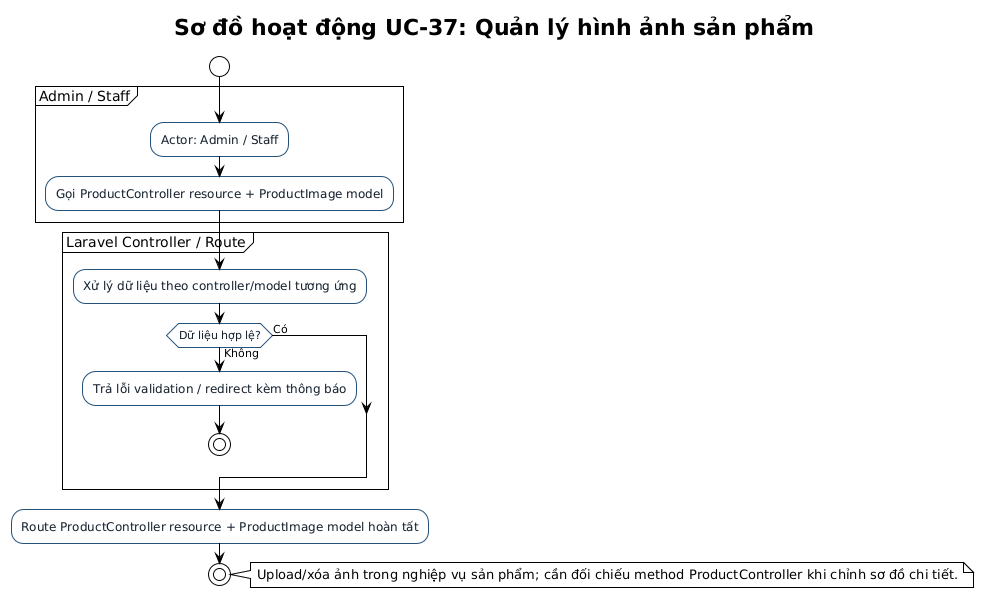 Sơ đồ hoạt động UC-37: Quản lý hình ảnh sản phẩm
Admin / Staff
Actor: Admin / Staff
Gọi ProductController resource + ProductImage model
Laravel Controller / Route
Xử lý dữ liệu theo controller/model tương ứng
Dữ liệu hợp lệ?
Có
Không
Trả lỗi validation / redirect kèm thông báo
Route ProductController resource + ProductImage model hoàn tất
Upload/xóa ảnh trong nghiệp vụ sản phẩm; cần đối chiếu method ProductController khi chỉnh sơ đồ chi tiết.